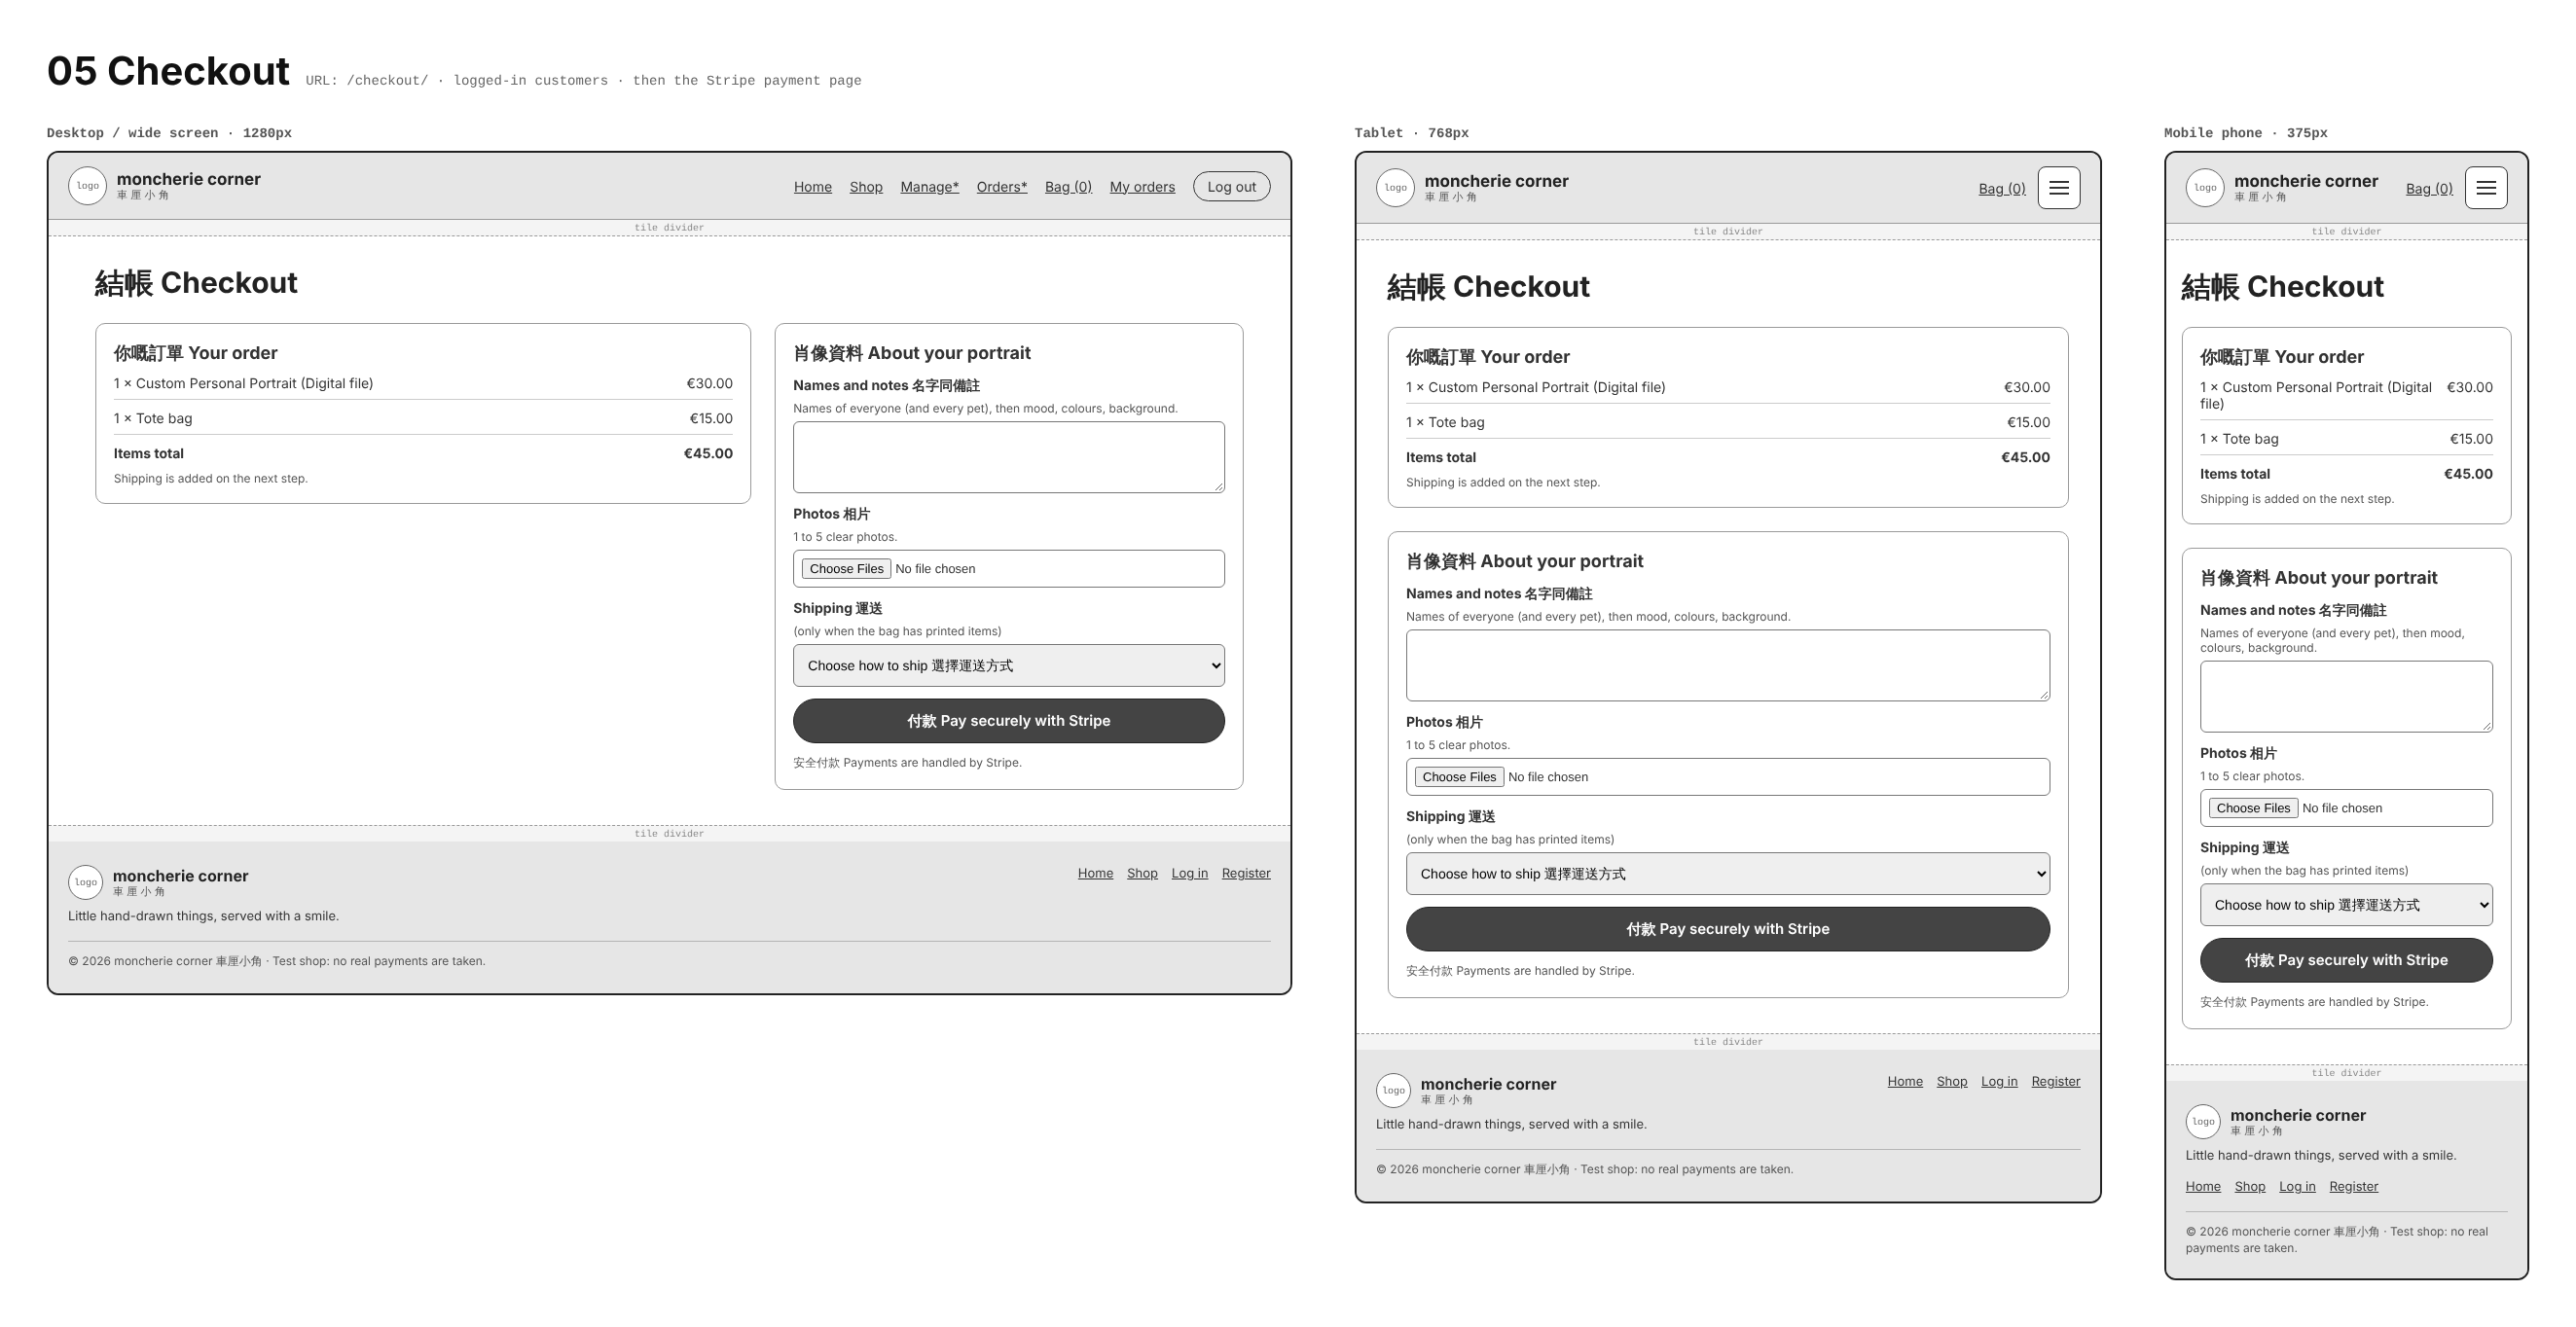 05 Checkout URL: /checkout/ · logged-in customers · then the Stripe payment page
Desktop / wide screen · 1280px
logo
moncherie corner
車厘小角
Home Shop Manage* Orders* Bag (0) My orders Log out
tile divider
結帳 Checkout
你嘅訂單 Your order
1 × Custom Personal Portrait (Digital file) €30.00
1 × Tote bag €15.00
Items total €45.00
Shipping is added on the next step.
肖像資料 About your portrait
Names and notes 名字同備註
Names of everyone (and every pet), then mood, colours, background.
Photos 相片
1 to 5 clear photos.
Choose Files No file chosen
Shipping 運送
(only when the bag has printed items)
Choose how to ship 選擇運送方式
付款 Pay securely with Stripe
安全付款 Payments are handled by Stripe.
tile divider
logo
moncherie corner
車厘小角
Home Shop Log in Register
Little hand-drawn things, served with a smile.
© 2026 moncherie corner 車厘小角 · Test shop: no real payments are taken.
Tablet · 768px
logo
moncherie corner
車厘小角
Bag (0)
tile divider
結帳 Checkout
你嘅訂單 Your order
1 × Custom Personal Portrait (Digital file) €30.00
1 × Tote bag €15.00
Items total €45.00
Shipping is added on the next step.
肖像資料 About your portrait
Names and notes 名字同備註
Names of everyone (and every pet), then mood, colours, background.
Photos 相片
1 to 5 clear photos.
Choose Files No file chosen
Shipping 運送
(only when the bag has printed items)
Choose how to ship 選擇運送方式
付款 Pay securely with Stripe
安全付款 Payments are handled by Stripe.
tile divider
logo
moncherie corner
車厘小角
Home Shop Log in Register
Little hand-drawn things, served with a smile.
© 2026 moncherie corner 車厘小角 · Test shop: no real payments are taken.
Mobile phone · 375px
logo
moncherie corner
車厘小角
Bag (0)
tile divider
結帳 Checkout
你嘅訂單 Your order
1 × Custom Personal Portrait (Digital €30.00
file)
1 × Tote bag €15.00
Items total €45.00
Shipping is added on the next step.
肖像資料 About your portrait
Names and notes 名字同備註
Names of everyone (and every pet), then mood,
colours, background.
Photos 相片
1 to 5 clear photos.
Choose Files No file chosen
Shipping 運送
(only when the bag has printed items)
Choose how to ship 選擇運送方式
付款 Pay securely with Stripe
安全付款 Payments are handled by Stripe.
tile divider
logo
moncherie corner
車厘小角
Little hand-drawn things, served with a smile.
Home Shop Log in Register
© 2026 moncherie corner 車厘小角 · Test shop: no real
payments are taken.